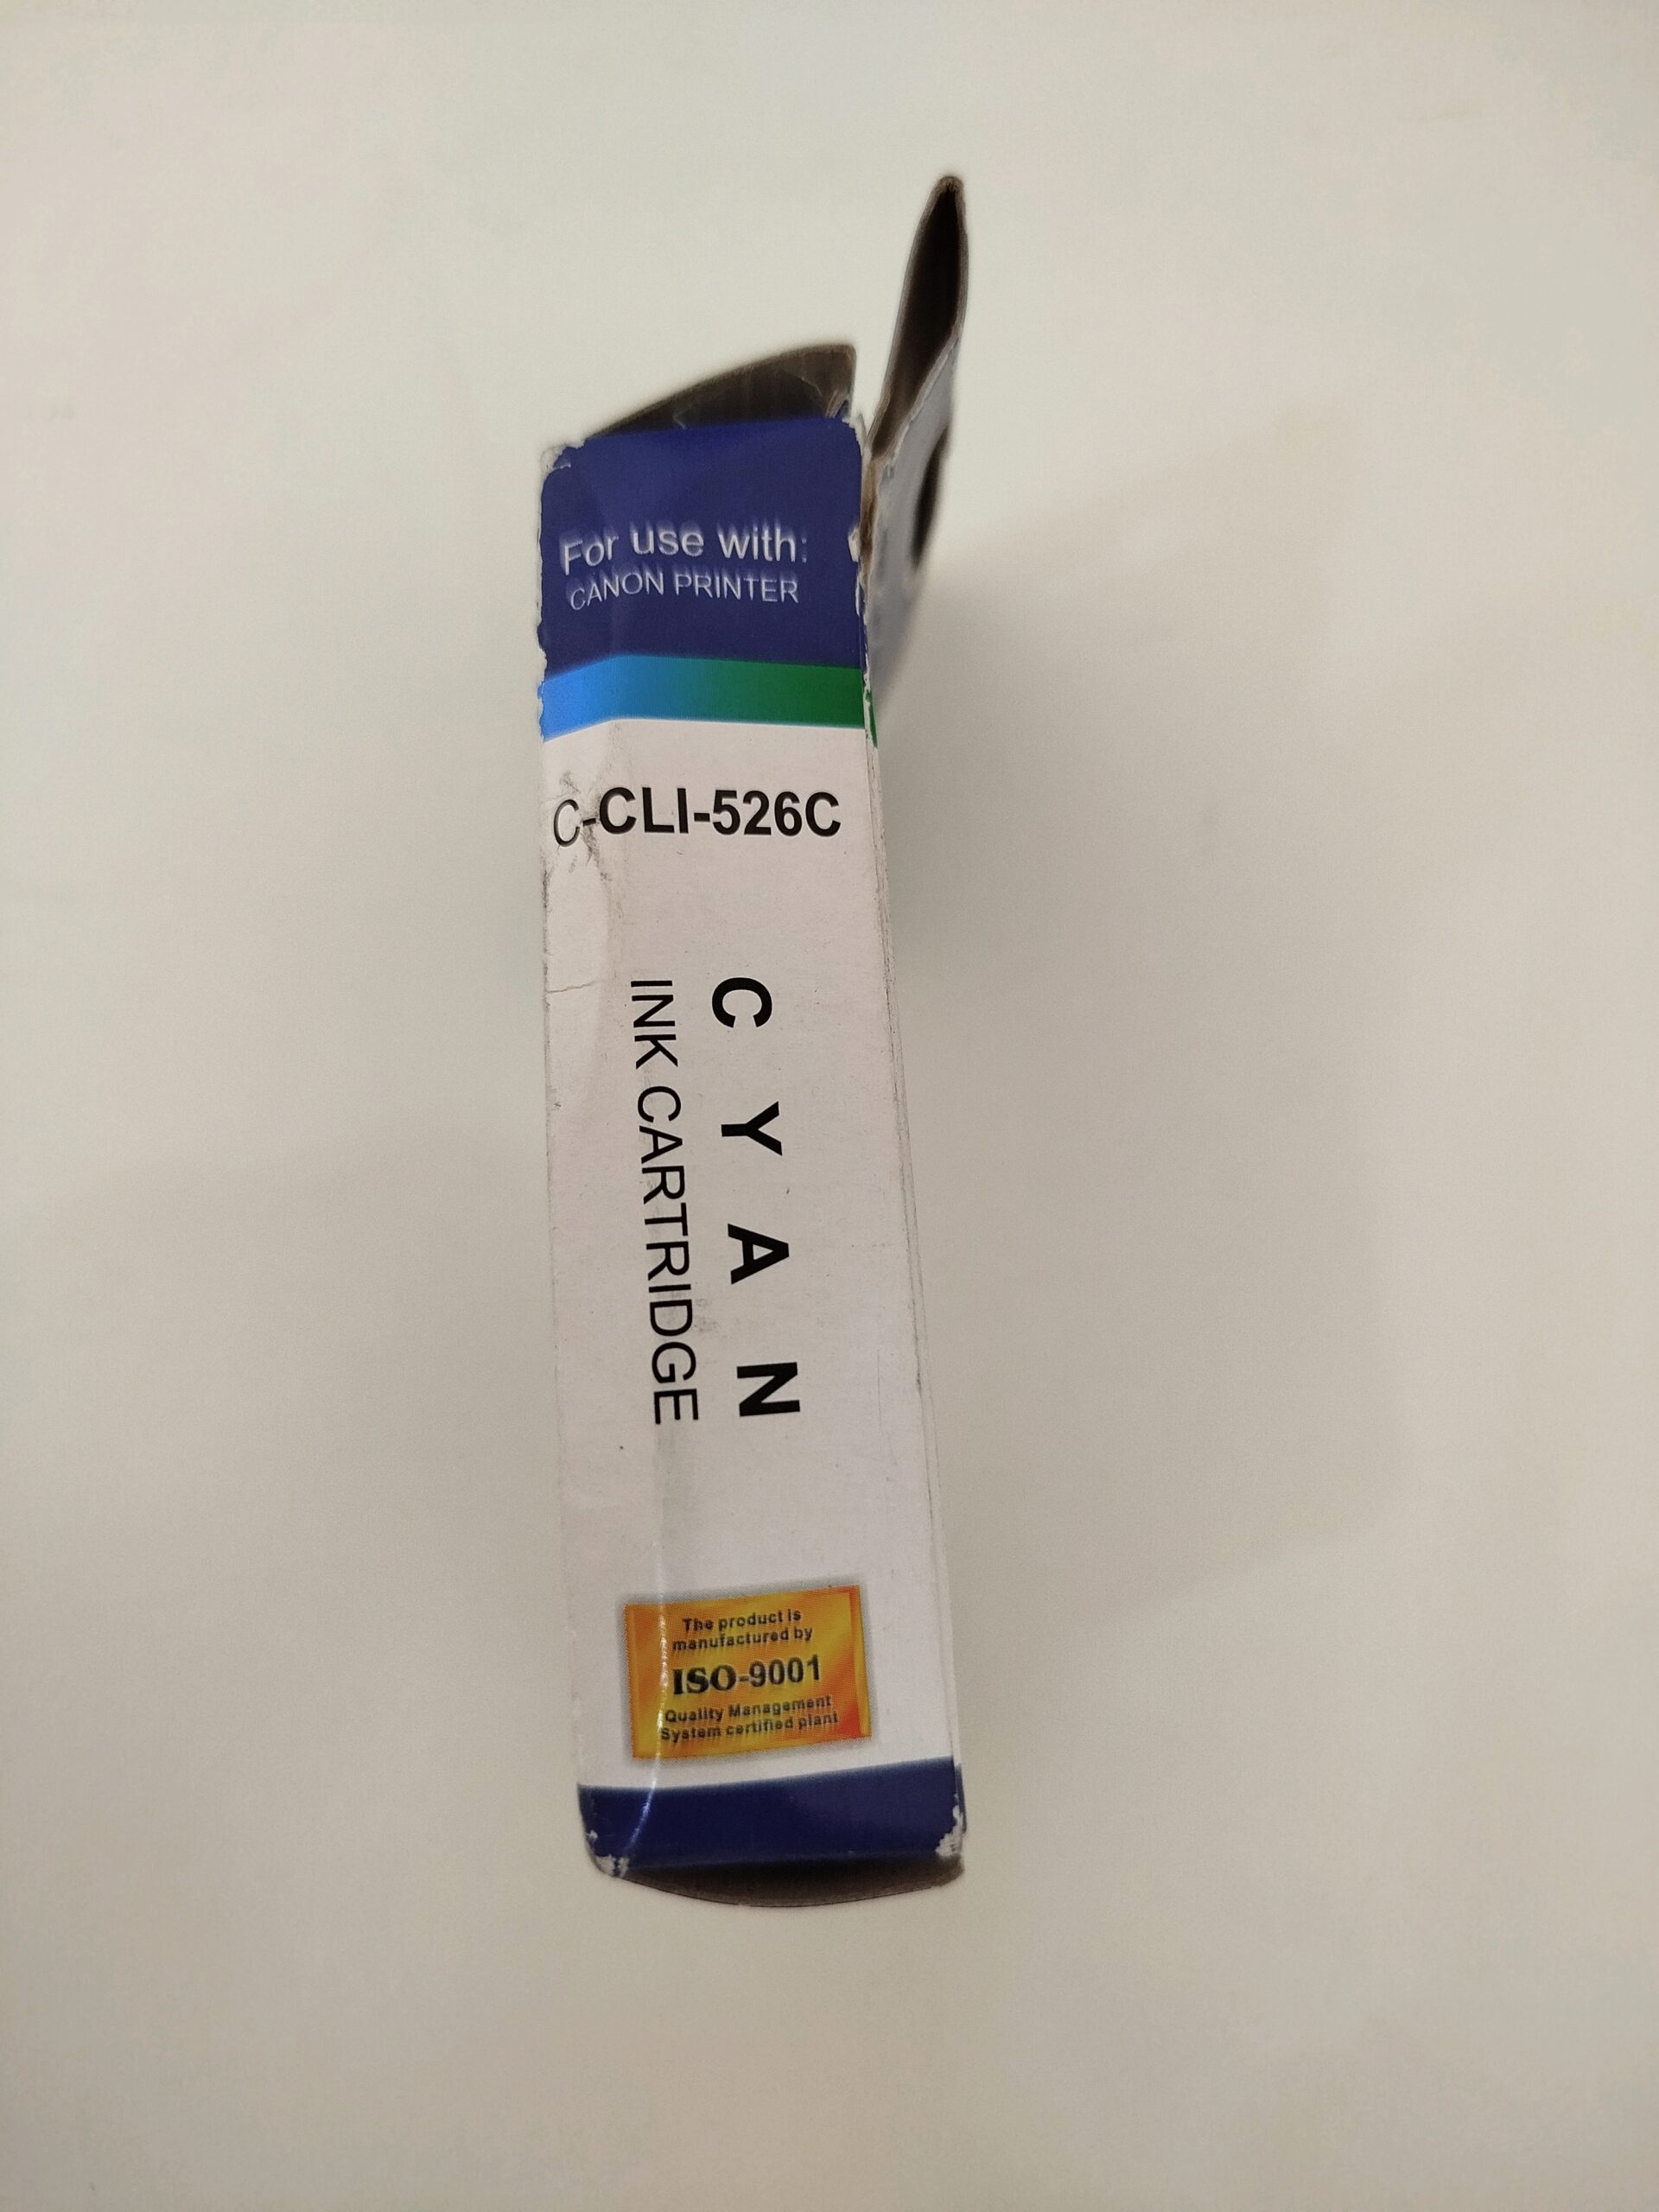 For use with:
CANON PRINTER
C-CLI-526C
CYAN
INK CARTRIDGE
The product is
manufactured by
ISO-9001
Quality Management
System certified plant